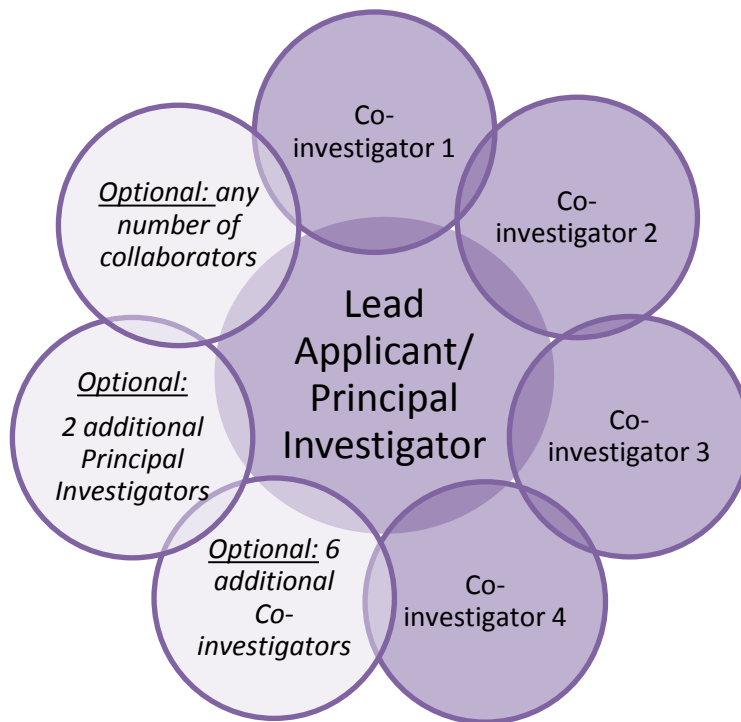 Co-
investigator 1
Co-
investigator 2
Co-
investigator 3
Co-
investigator 4
Optional: 6
additional
Co-
investigators
Optional:
2 additional
Principal
Investigators
Optional: any
number of
collaborators
Lead
Applicant/
Principal
Investigator